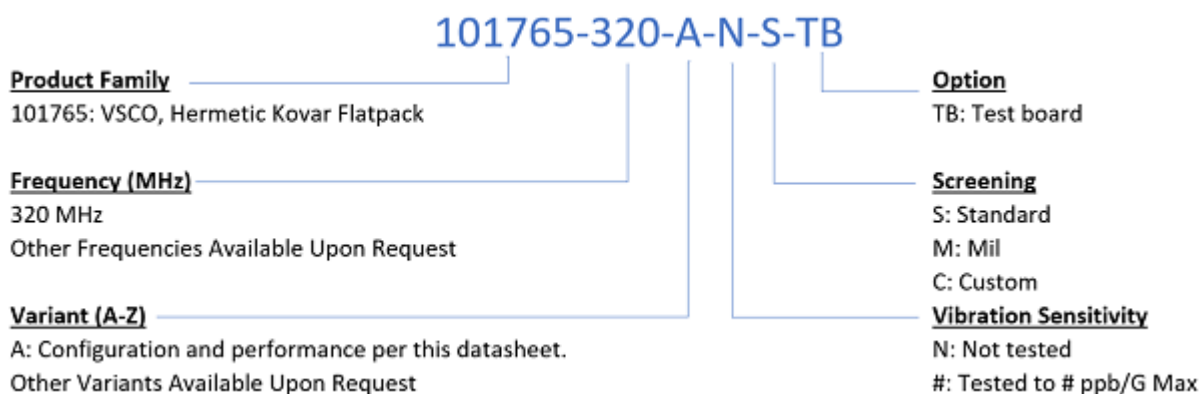 101765-320-A-N-S-TB
Product Family
101765: VSCO, Hermetic Kovar Flatpack
Frequency (MHz)
320 MHz
Other Frequencies Available Upon Request
Variant (A-Z)
A: Configuration and performance per this datasheet.
Other Variants Available Upon Request
Option
TB: Test board
Screening
S: Standard
M: Mil
C: Custom
Vibration Sensitivity
N: Not tested
#: Tested to # ppb/G Max